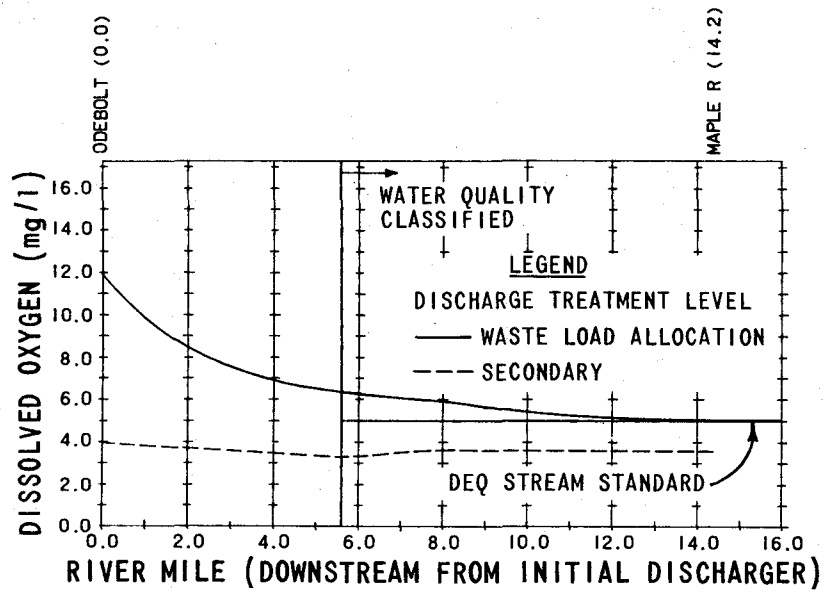 ODEBOLT (0.0)
MAPLE R (14.2)
DISSOLVED OXYGEN (mg/l)
16.0
14.0
12.0
10.0
8.0
6.0
4.0
2.0
0.0
WATER QUALITY
CLASSIFIED
LEGEND
DISCHARGE TREATMENT LEVEL
WASTE LOAD ALLOCATION
SECONDARY
DEQ STREAM STANDARD
0.0 2.0 4.0 6.0 8.0 10.0 12.0 14.0 16.0
RIVER MILE (DOWNSTREAM FROM INITIAL DISCHARGER)